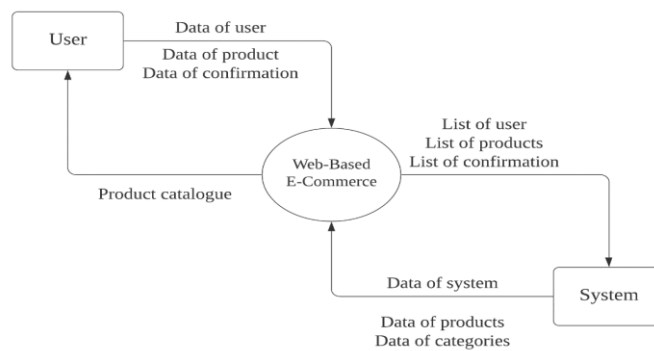 User
Data of user
Data of product
Data of confirmation
Web-Based
E-Commerce
Product catalogue
List of user
List of products
List of confirmation
Data of system
Data of products
Data of categories
System